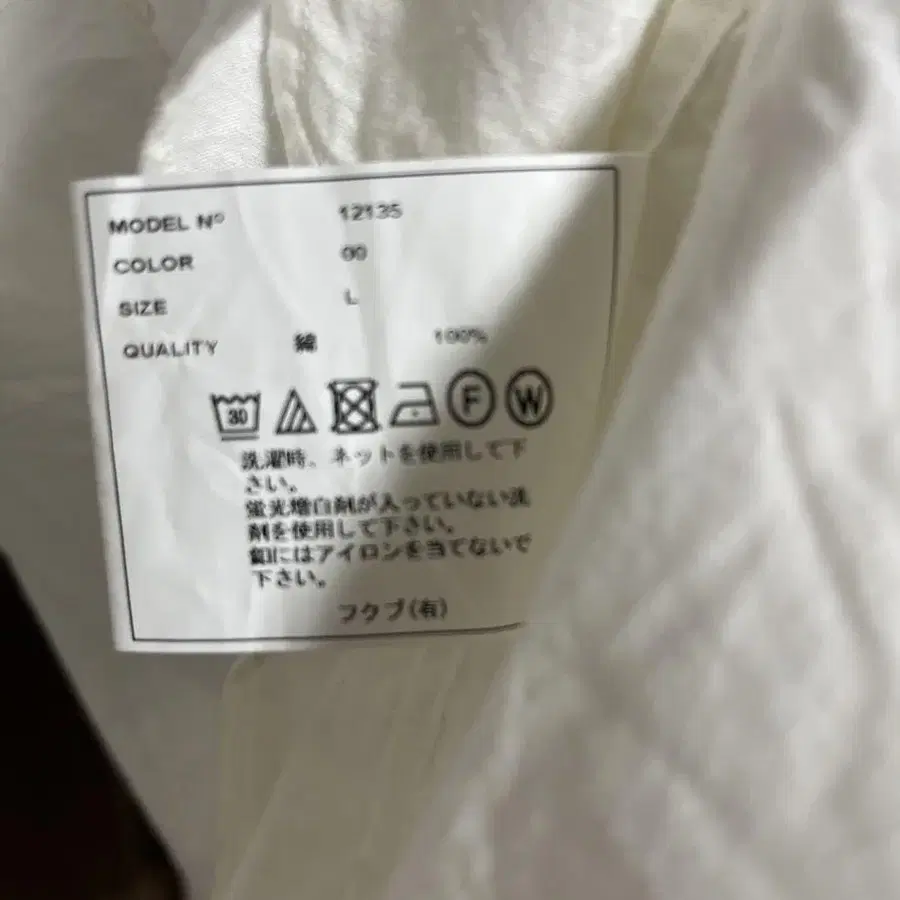 MODEL Nº 12135
COLOR 00
SIZE L
QUALITY 綿 100%
30 F W
洗濯時、ネットを使用して下
さい。
蛍光増白剤が入っていない洗
剤を使用して下さい。
釦にはアイロンを当てないで
下さい。
フクブ(有)